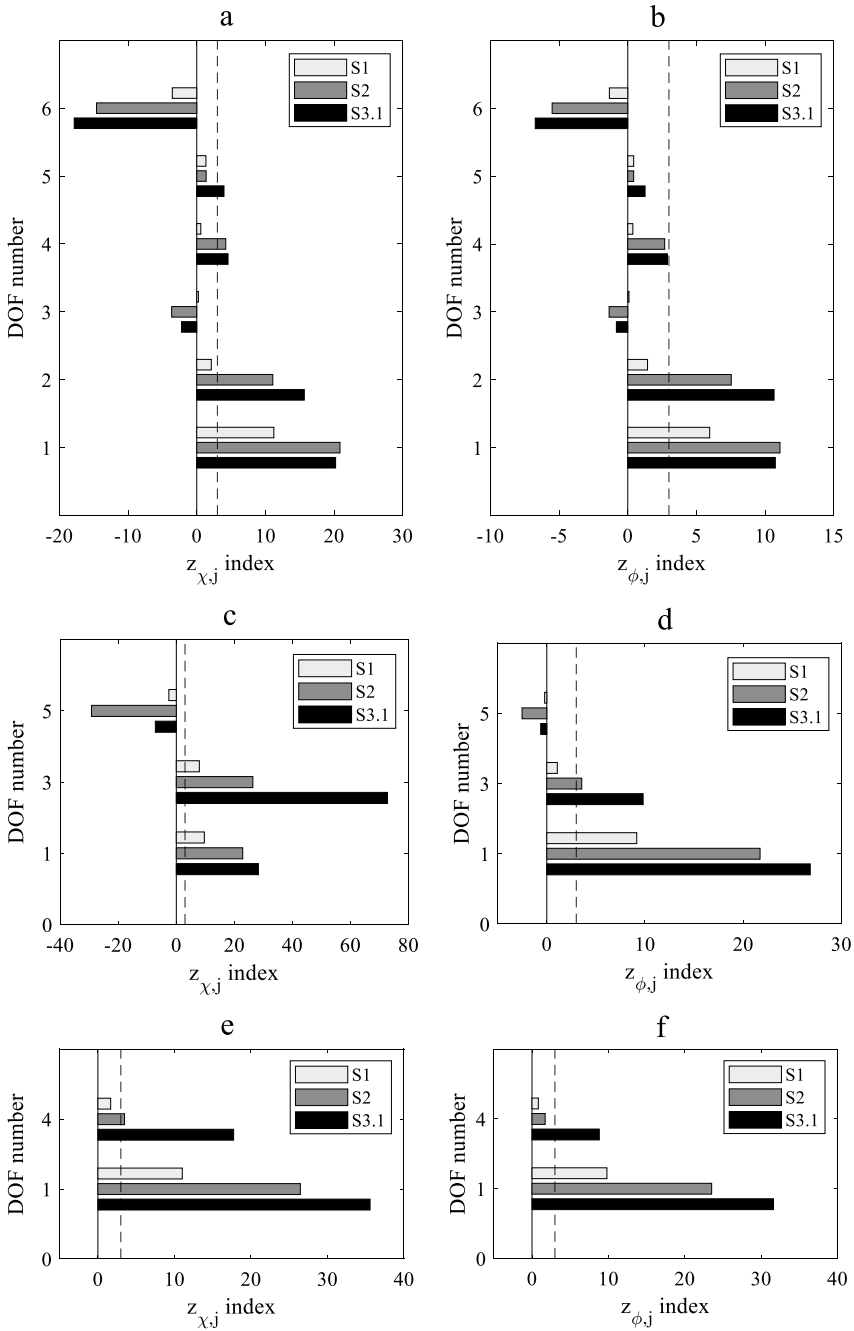 a
S1
S2
S3.1
6
5
4
3
2
1
DOF number
-20 -10 0 10 20 30
z_χ,j index
b
S1
S2
S3.1
6
5
4
3
2
1
DOF number
-10 -5 0 5 10 15
z_ϕ,j index
c
S1
S2
S3.1
5
3
1
0
DOF number
-40 -20 0 20 40 60 80
z_χ,j index
d
S1
S2
S3.1
5
3
1
0
DOF number
-5 0 10 20 30
z_ϕ,j index
e
S1
S2
S3.1
4
1
0
DOF number
0 10 20 30 40
z_χ,j index
f
S1
S2
S3.1
4
1
0
DOF number
0 10 20 30 40
z_ϕ,j index